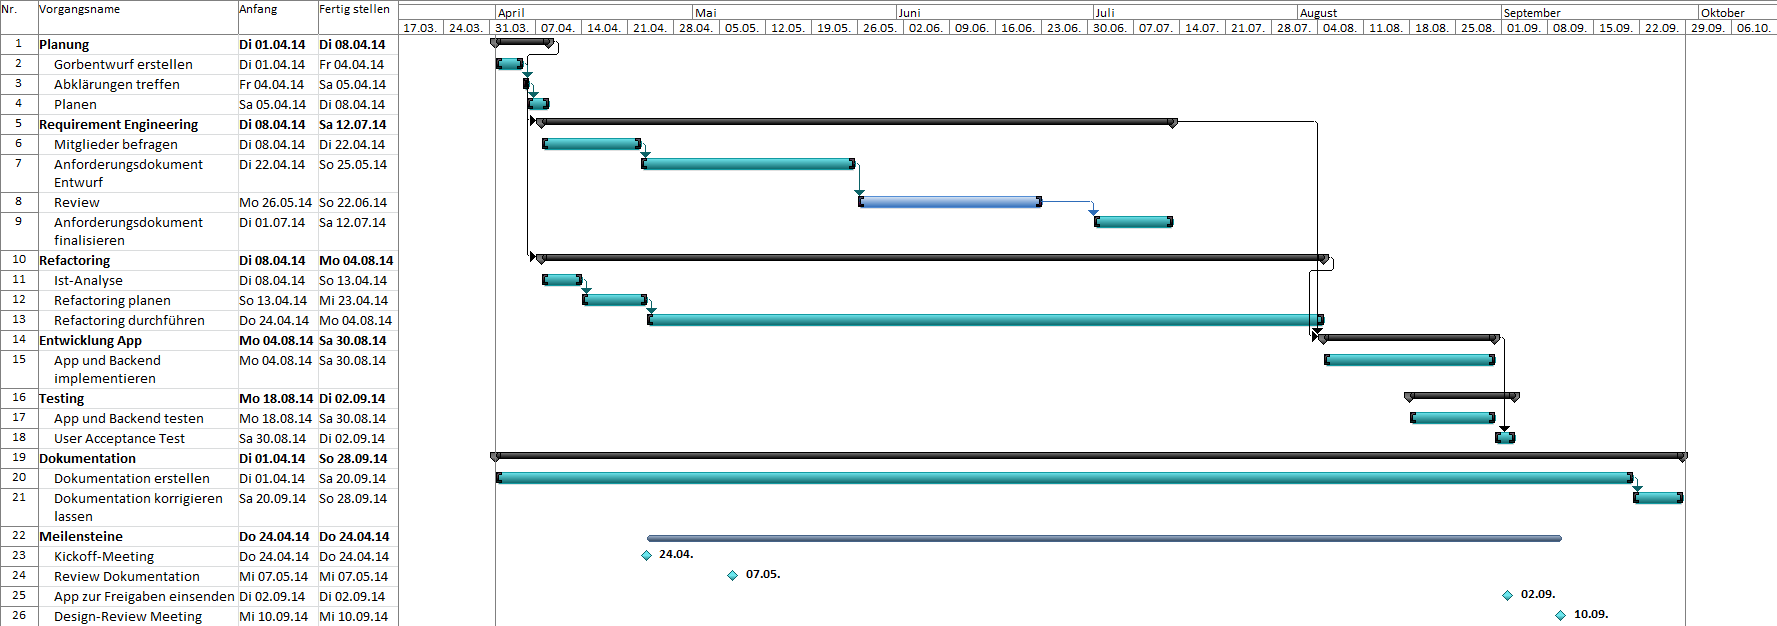 Nr. Vorgangsname Anfang Fertig stellen
April Mai Juni Juli August September Oktober
17.03. 24.03. 31.03. 07.04. 14.04. 21.04. 28.04. 05.05. 12.05. 19.05. 26.05. 02.06. 09.06. 16.06. 23.06. 30.06. 07.07. 14.07. 21.07. 28.07. 04.08. 11.08. 18.08. 25.08. 01.09. 08.09. 15.09. 22.09. 29.09. 06.10.
1 Planung Di 01.04.14 Di 08.04.14
2 Gorbentwurf erstellen Di 01.04.14 Fr 04.04.14
3 Abklärungen treffen Fr 04.04.14 Sa 05.04.14
4 Planen Sa 05.04.14 Di 08.04.14
5 Requirement Engineering Di 08.04.14 Sa 12.07.14
6 Mitglieder befragen Di 08.04.14 Di 22.04.14
7 Anforderungsdokument Di 22.04.14 So 25.05.14
Entwurf
8 Review Mo 26.05.14 So 22.06.14
9 Anforderungsdokument Di 01.07.14 Sa 12.07.14
finalisieren
10 Refactoring Di 08.04.14 Mo 04.08.14
11 Ist-Analyse Di 08.04.14 So 13.04.14
12 Refactoring planen So 13.04.14 Mi 23.04.14
13 Refactoring durchführen Do 24.04.14 Mo 04.08.14
14 Entwicklung App Mo 04.08.14 Sa 30.08.14
15 App und Backend Mo 04.08.14 Sa 30.08.14
implementieren
16 Testing Mo 18.08.14 Di 02.09.14
17 App und Backend testen Mo 18.08.14 Sa 30.08.14
18 User Acceptance Test Sa 30.08.14 Di 02.09.14
19 Dokumentation Di 01.04.14 So 28.09.14
20 Dokumentation erstellen Di 01.04.14 Sa 20.09.14
21 Dokumentation korrigieren Sa 20.09.14 So 28.09.14
lassen
22 Meilensteine Do 24.04.14 Do 24.04.14
23 Kickoff-Meeting Do 24.04.14 Do 24.04.14 24.04.
24 Review Dokumentation Mi 07.05.14 Mi 07.05.14 07.05.
25 App zur Freigaben einsenden Di 02.09.14 Di 02.09.14 02.09.
26 Design-Review Meeting Mi 10.09.14 Mi 10.09.14 10.09.